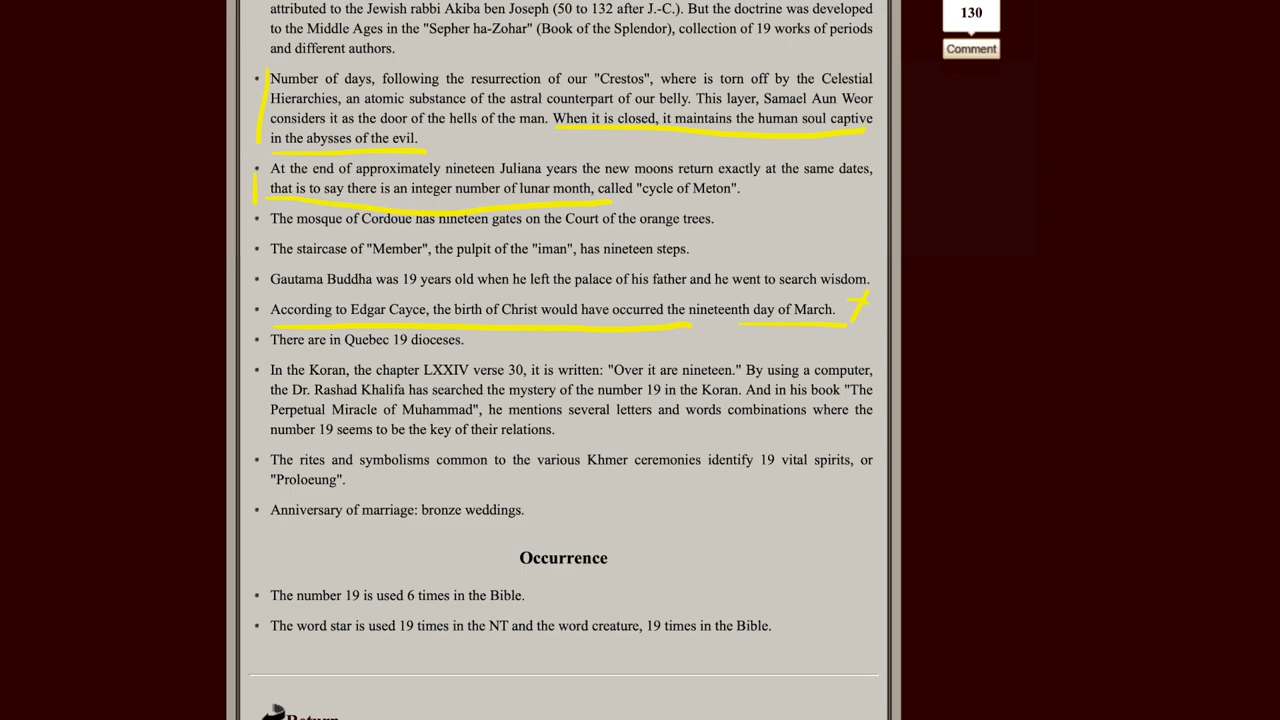 attributed to the Jewish rabbi Akiba ben Joseph (50 to 132 after J.-C.). But the doctrine was developed
to the Middle Ages in the "Sepher ha-Zohar" (Book of the Splendor), collection of 19 works of periods
and different authors.
• Number of days, following the resurrection of our "Crestos", where is torn off by the Celestial
Hierarchies, an atomic substance of the astral counterpart of our belly. This layer, Samael Aun Weor
considers it as the door of the hells of the man. When it is closed, it maintains the human soul captive
in the abysses of the evil.
• At the end of approximately nineteen Juliana years the new moons return exactly at the same dates,
that is to say there is an integer number of lunar month, called "cycle of Meton".
• The mosque of Cordoue has nineteen gates on the Court of the orange trees.
• The staircase of "Member", the pulpit of the "iman", has nineteen steps.
• Gautama Buddha was 19 years old when he left the palace of his father and he went to search wisdom.
• According to Edgar Cayce, the birth of Christ would have occurred the nineteenth day of March.
• There are in Quebec 19 dioceses.
• In the Koran, the chapter LXXIV verse 30, it is written: "Over it are nineteen." By using a computer,
the Dr. Rashad Khalifa has searched the mystery of the number 19 in the Koran. And in his book "The
Perpetual Miracle of Muhammad", he mentions several letters and words combinations where the
number 19 seems to be the key of their relations.
• The rites and symbolisms common to the various Khmer ceremonies identify 19 vital spirits, or
"Proloeung".
• Anniversary of marriage: bronze weddings.
Occurrence
• The number 19 is used 6 times in the Bible.
• The word star is used 19 times in the NT and the word creature, 19 times in the Bible.
Return
130
Comment